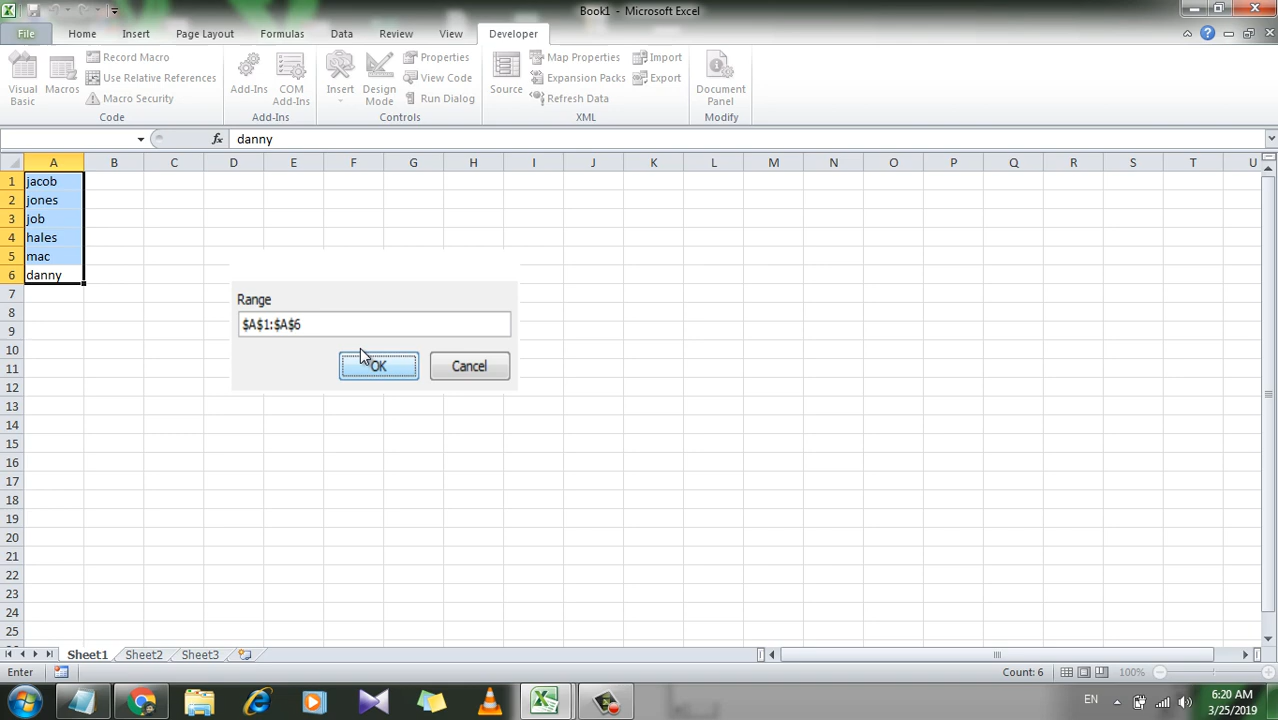 Book1 - Microsoft Excel
File Home Insert Page Layout Formulas Data Review View Developer
Visual Basic
Macros
Record Macro
Use Relative References
Macro Security
Code
Add-Ins
COM Add-Ins
Add-Ins
Insert
Design Mode
Properties
View Code
Run Dialog
Controls
Source
Map Properties
Expansion Packs
Refresh Data
Import
Export
XML
Document Panel
Modify
fx danny
A B C D E F G H I J K L M N O P Q R S T U
1 jacob
2 jones
3 job
4 hales
5 mac
6 danny
7
8
9
10
11
12
13
14
15
16
17
18
19
20
21
22
23
24
25
Range
$A$1:$A$6
OK Cancel
Sheet1 Sheet2 Sheet3
Enter Count: 6 100%
EN 6:20 AM
3/25/2019